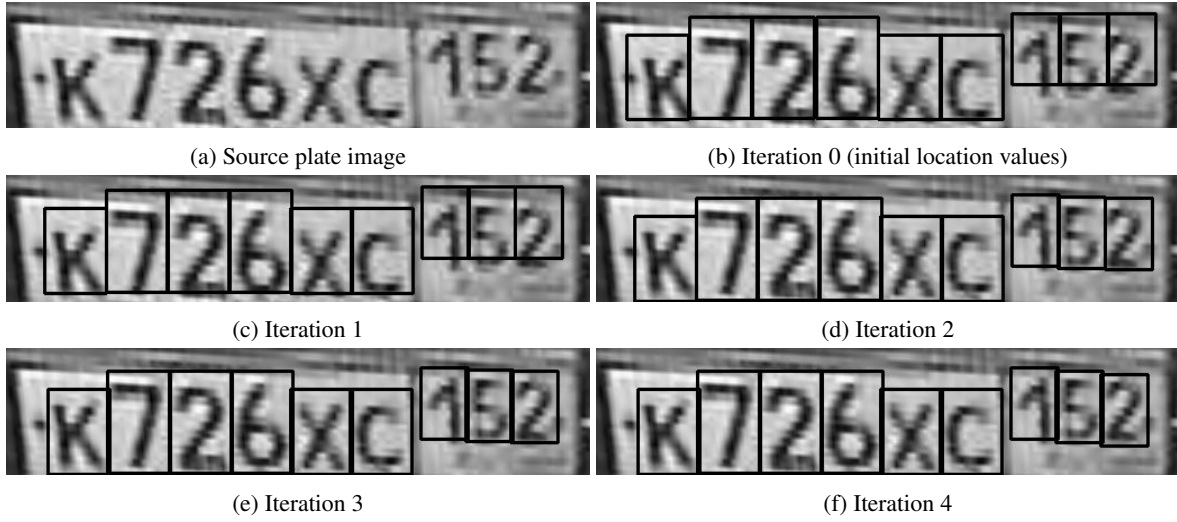 К726ХС 152
К726ХС 152
(a) Source plate image
(b) Iteration 0 (initial location values)
К726ХС 152
К726ХС 152
(c) Iteration 1
(d) Iteration 2
К726ХС 152
К726ХС 152
(e) Iteration 3
(f) Iteration 4